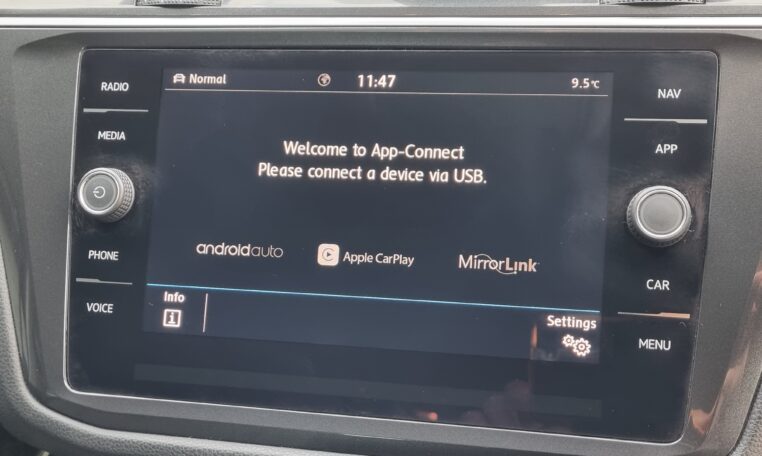 RADIO
MEDIA
PHONE
VOICE
Normal
11:47
9.5°C
Welcome to App-Connect
Please connect a device via USB.
androidauto
Apple CarPlay
MirrorLink
Info
i
Settings
NAV
APP
CAR
MENU